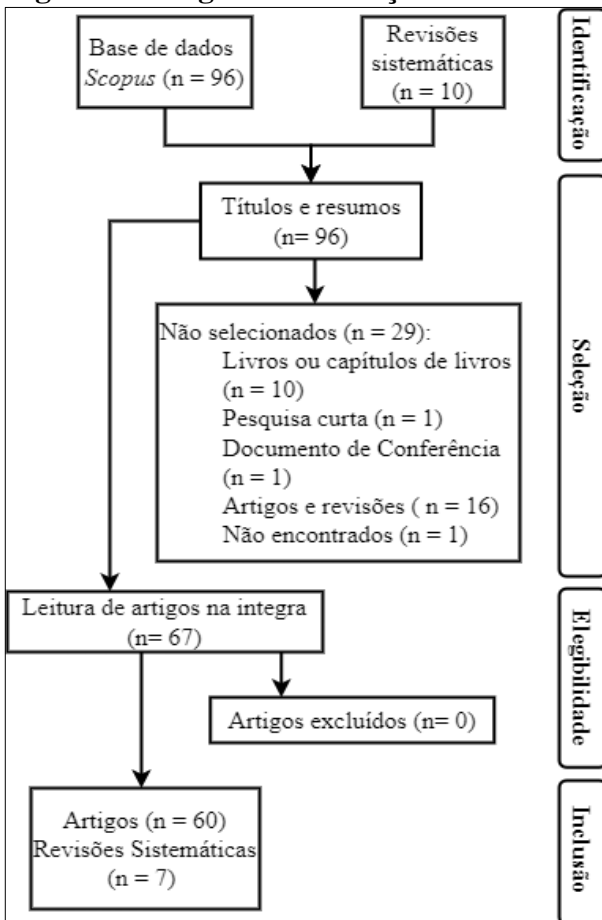 Base de dados
Scopus (n = 96)
Revisões
sistemáticas
(n = 10)
Identificação
Títulos e resumos
(n= 96)
Não selecionados (n = 29):
Livros ou capítulos de livros
(n = 10)
Pesquisa curta (n = 1)
Documento de Conferência
(n = 1)
Artigos e revisões ( n = 16)
Não encontrados (n = 1)
Seleção
Leitura de artigos na integra
(n= 67)
Artigos excluídos (n= 0)
Elegibilidade
Artigos (n = 60)
Revisões Sistemáticas
(n = 7)
Inclusão